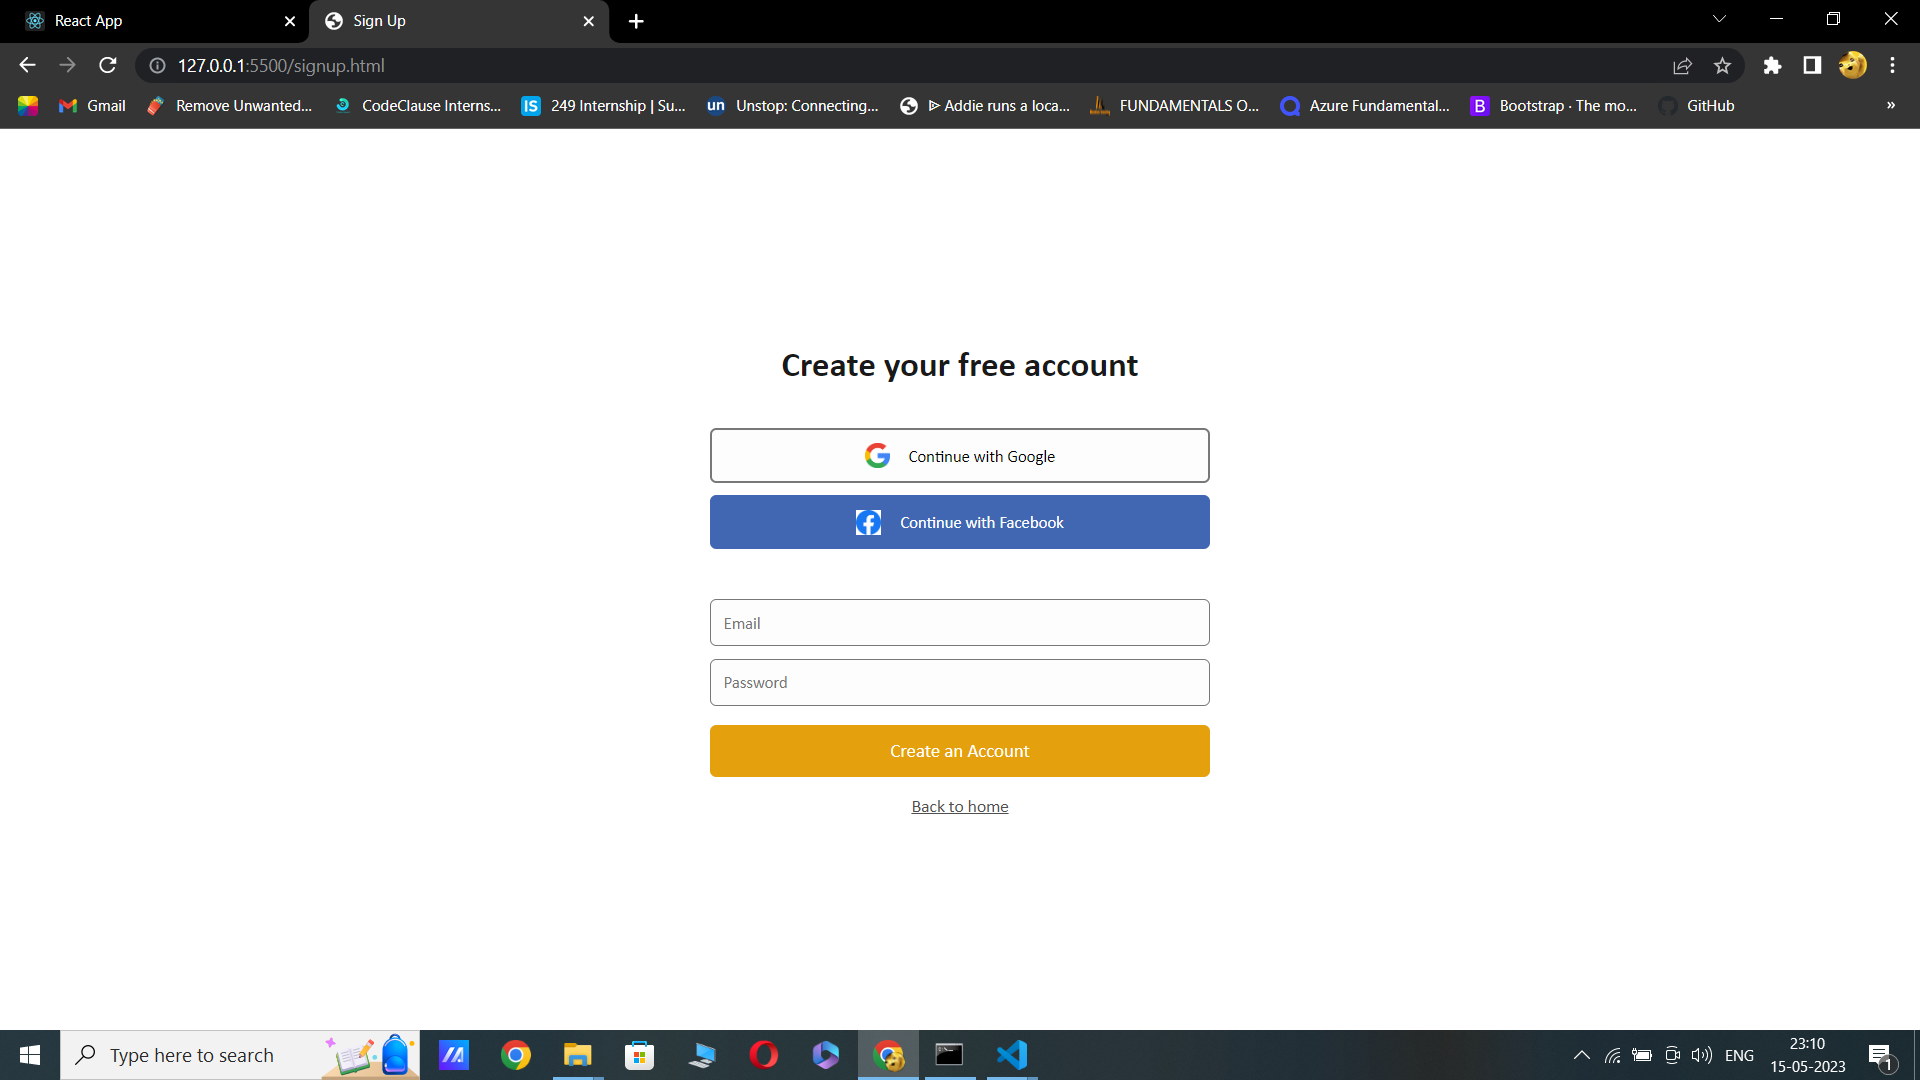 React App
Sign Up
127.0.0.1:5500/signup.html
Gmail
Remove Unwanted...
CodeClause Interns...
IS
249 Internship | Su...
un
Unstop: Connecting...
Addie runs a loca...
FUNDAMENTALS O...
Azure Fundamental...
B
Bootstrap · The mo...
GitHub
»
Create your free account
Continue with Google
Continue with Facebook
Email
Password
Create an Account
Back to home
Type here to search
ENG
23:10
15-05-2023
1